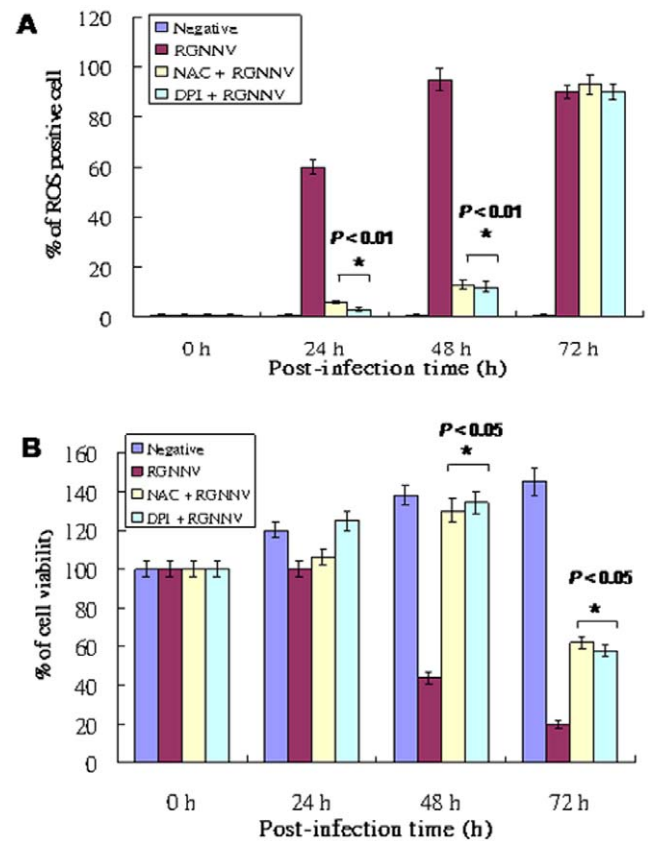 A
120
100
80
60
40
20
0
% of ROS positive cell
Negative
RGNNV
NAC + RGNNV
DPI + RGNNV
P < 0.01
*
P < 0.01
*
0 h 24 h 48 h 72 h
Post-infection time (h)
B
160
140
120
100
80
60
40
20
0
% of cell viability
Negative
RGNNV
NAC + RGNNV
DPI + RGNNV
P < 0.05
*
P < 0.05
*
0 h 24 h 48 h 72 h
Post-infection time (h)